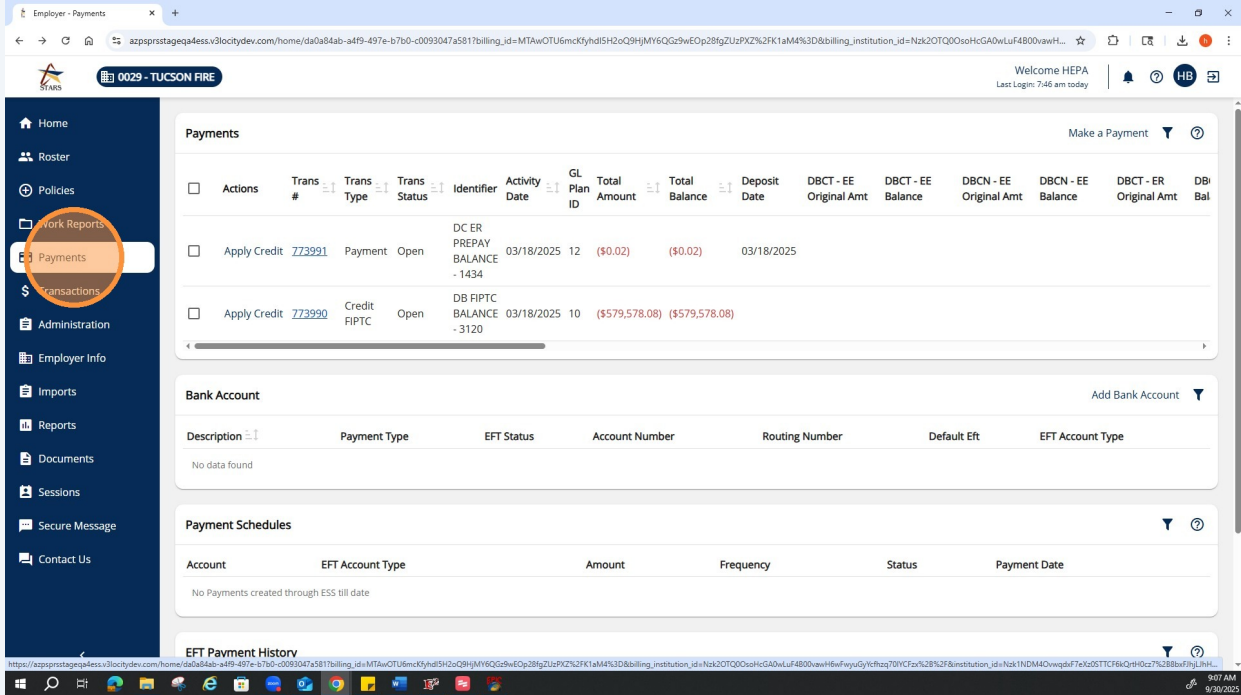 Employer - Payments
azpsprsstageqa4ess.v3locitydev.com/home/da0a84ab-a4f9-497e-b7b0-c0093047a581?billing_id=MTAwOTU6mcKfyhdI5H2oQ9HjMY6QGz9wEOp28fgZUzPXZ%2FK1aM4%3D&billing_institution_id=Nzk2OTQ0OsoHcGA0wLuF4B00vawH...
STARS
0029 - TUCSON FIRE
Welcome HEPA
Last Login: 7:46 am today
HB
Home
Roster
Policies
Work Reports
Payments
Transactions
Administration
Employer Info
Imports
Reports
Documents
Sessions
Secure Message
Contact Us
Payments
Make a Payment
Actions Trans # Trans Type Trans Status Identifier Activity Date GL Plan ID Total Amount Total Balance Deposit Date DBCT - EE Original Amt DBCT - EE Balance DBCN - EE Original Amt DBCN - EE Balance DBCT - ER Original Amt
Apply Credit 773991 Payment Open DC ER PREPAY BALANCE - 1434 03/18/2025 12 ($0.02) ($0.02) 03/18/2025
Apply Credit 773990 Credit FIPTC Open DB FIPTC BALANCE - 3120 03/18/2025 10 ($579,578.08) ($579,578.08)
Bank Account
Add Bank Account
Description Payment Type EFT Status Account Number Routing Number Default Eft EFT Account Type
No data found
Payment Schedules
Account EFT Account Type Amount Frequency Status Payment Date
No Payments created through ESS till date
EFT Payment History
9:07 AM
9/30/2025